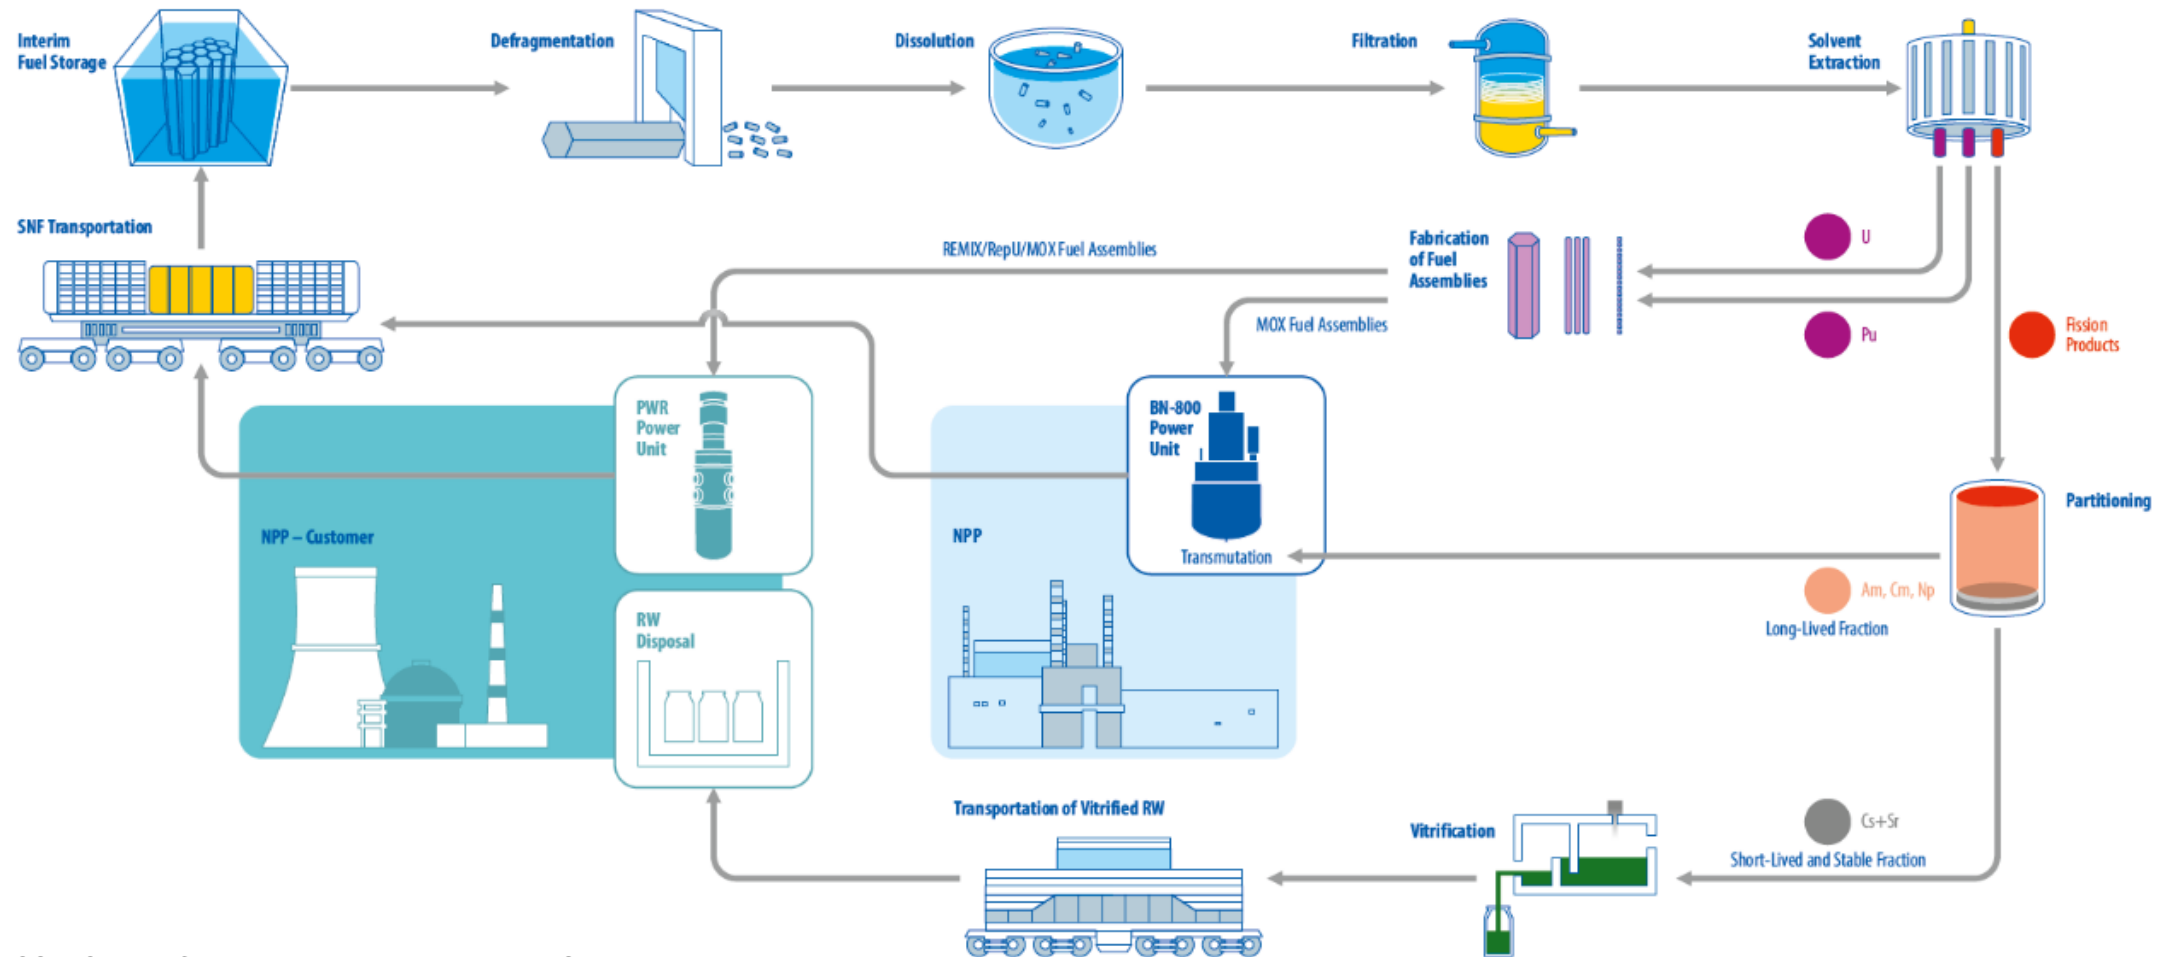 Interim
Fuel Storage
Defragmentation
Dissolution
Filtration
Solvent
Extraction
SNF Transportation
REMIX/RepU/MOX Fuel Assemblies
Fabrication
of Fuel
Assemblies
U
MOX Fuel Assemblies
Pu
Fission
Products
PWR
Power
Unit
BN-800
Power
Unit
Partitioning
NPP – Customer
NPP
Transmutation
Am, Cm, Np
Long-Lived Fraction
RW
Disposal
Transportation of Vitrified RW
Vitrification
Cs+Sr
Short-Lived and Stable Fraction